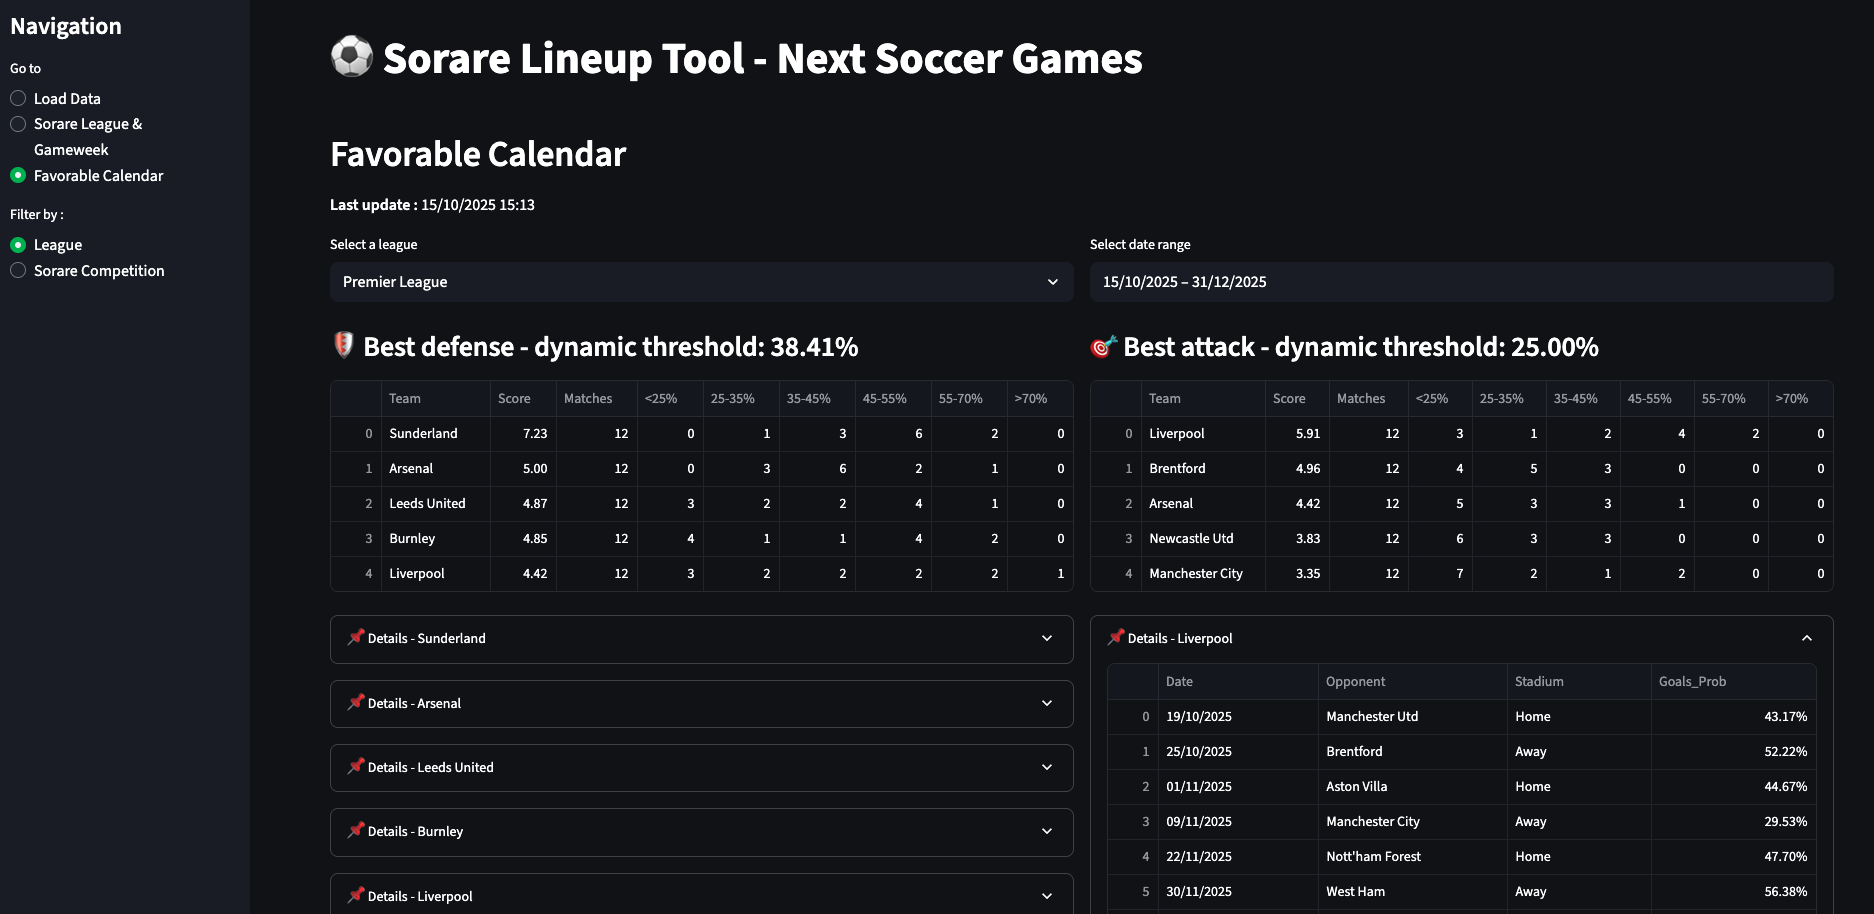 Navigation
Go to
Load Data
Sorare League &
Gameweek
Favorable Calendar
Filter by :
League
Sorare Competition
Sorare Lineup Tool - Next Soccer Games
Favorable Calendar
Last update : 15/10/2025 15:13
Select a league
Premier League
Select date range
15/10/2025 – 31/12/2025
Best defense - dynamic threshold: 38.41%
Team Score Matches <25% 25-35% 35-45% 45-55% 55-70% >70%
0 Sunderland 7.23 12 0 1 3 6 2 0
1 Arsenal 5.00 12 0 3 6 2 1 0
2 Leeds United 4.87 12 3 2 2 4 1 0
3 Burnley 4.85 12 4 1 1 4 2 0
4 Liverpool 4.42 12 3 2 2 2 2 1
Details - Sunderland
Details - Arsenal
Details - Leeds United
Details - Burnley
Details - Liverpool
Best attack - dynamic threshold: 25.00%
Team Score Matches <25% 25-35% 35-45% 45-55% 55-70% >70%
0 Liverpool 5.91 12 3 1 2 4 2 0
1 Brentford 4.96 12 4 5 3 0 0 0
2 Arsenal 4.42 12 5 3 3 1 0 0
3 Newcastle Utd 3.83 12 6 3 3 0 0 0
4 Manchester City 3.35 12 7 2 1 2 0 0
Details - Liverpool
Date Opponent Stadium Goals_Prob
0 19/10/2025 Manchester Utd Home 43.17%
1 25/10/2025 Brentford Away 52.22%
2 01/11/2025 Aston Villa Home 44.67%
3 09/11/2025 Manchester City Away 29.53%
4 22/11/2025 Nott'ham Forest Home 47.70%
5 30/11/2025 West Ham Away 56.38%